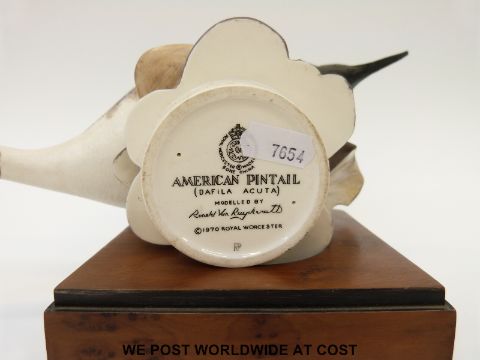 7654
AMERICAN PINTAIL
(DAFILA ACUTA)
MODELLED BY
Ronald Van Ruyckevelt
© 1970 ROYAL WORCESTER
WE POST WORLDWIDE AT COST